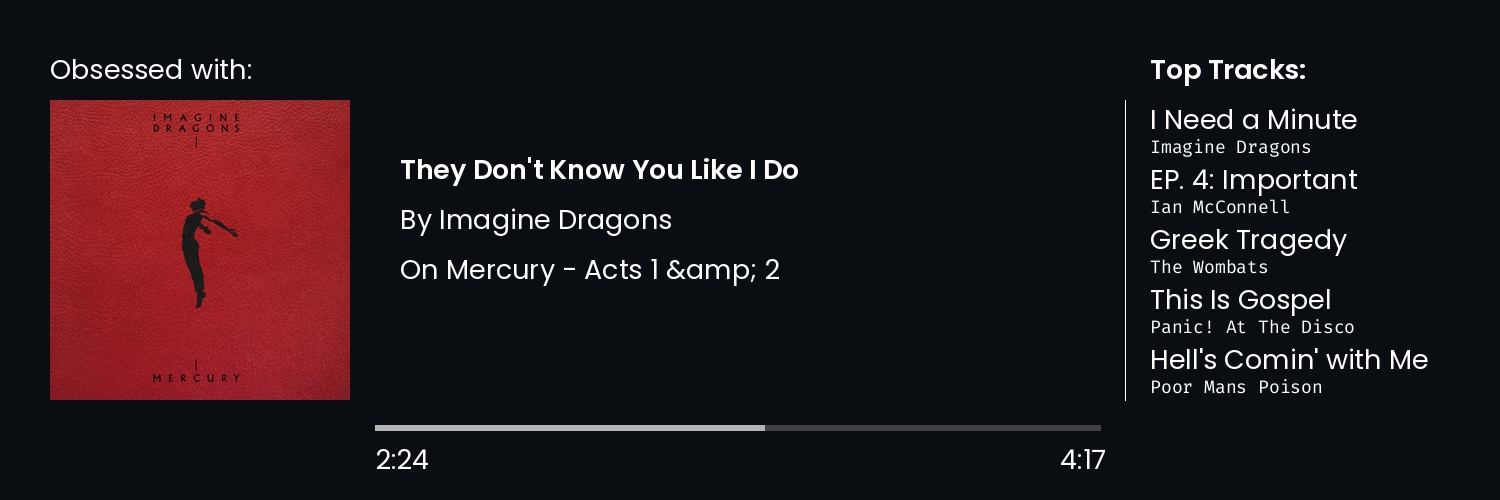 Obsessed with:
IMAGINE
DRAGONS
MERCURY
They Don't Know You Like I Do
By Imagine Dragons
On Mercury - Acts 1 &amp; 2
2:24
4:17
Top Tracks:
I Need a Minute
Imagine Dragons
EP. 4: Important
Ian McConnell
Greek Tragedy
The Wombats
This Is Gospel
Panic! At The Disco
Hell's Comin' with Me
Poor Mans Poison